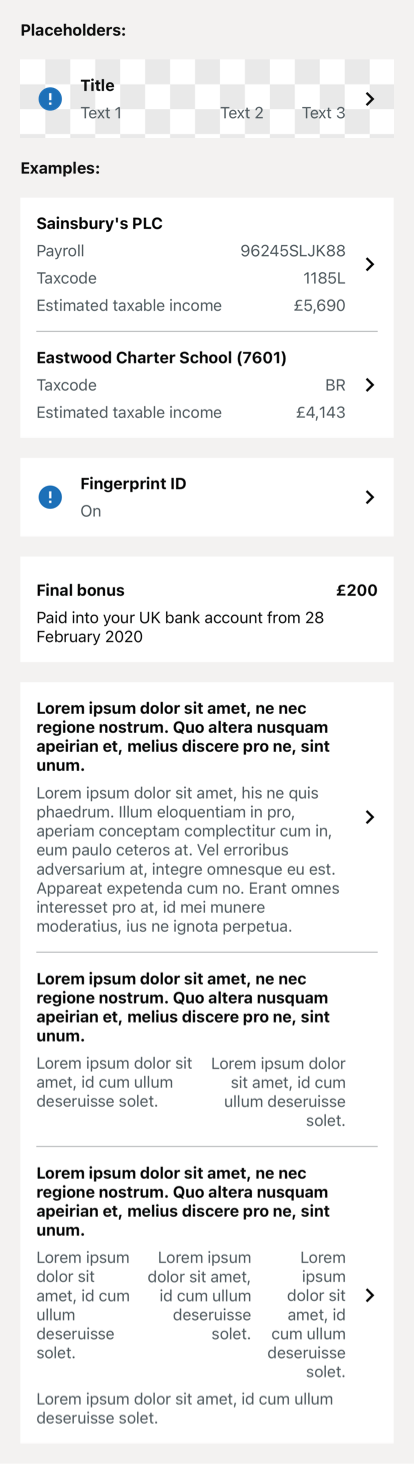 Placeholders:
Title
Text 1 Text 2 Text 3
Examples:
Sainsbury's PLC
Payroll 96245SLJK88
Taxcode 1185L
Estimated taxable income £5,690
Eastwood Charter School (7601)
Taxcode BR
Estimated taxable income £4,143
Fingerprint ID
On
Final bonus £200
Paid into your UK bank account from 28
February 2020
Lorem ipsum dolor sit amet, ne nec
regione nostrum. Quo altera nusquam
apeirian et, melius discere pro ne, sint
unum.
Lorem ipsum dolor sit amet, his ne quis
phaedrum. Illum eloquentiam in pro,
aperiam conceptam complectitur cum in,
eum paulo ceteros at. Vel erroribus
adversarium at, integre omnesque eu est.
Appareat expetenda cum no. Erant omnes
interesset pro at, id mei munere
moderatius, ius ne ignota perpetua.
Lorem ipsum dolor sit amet, ne nec
regione nostrum. Quo altera nusquam
apeirian et, melius discere pro ne, sint
unum.
Lorem ipsum dolor sit
amet, id cum ullum
deseruisse solet.
Lorem ipsum dolor
sit amet, id cum
ullum deseruisse
solet.
Lorem ipsum dolor sit amet, ne nec
regione nostrum. Quo altera nusquam
apeirian et, melius discere pro ne, sint
unum.
Lorem ipsum
dolor sit
amet, id cum
ullum
deseruisse
solet.
Lorem ipsum
dolor sit amet,
id cum ullum
deseruisse
solet.
Lorem
ipsum
dolor sit
amet, id
cum ullum
deseruisse
solet.
Lorem ipsum dolor sit amet, id cum ullum
deseruisse solet.